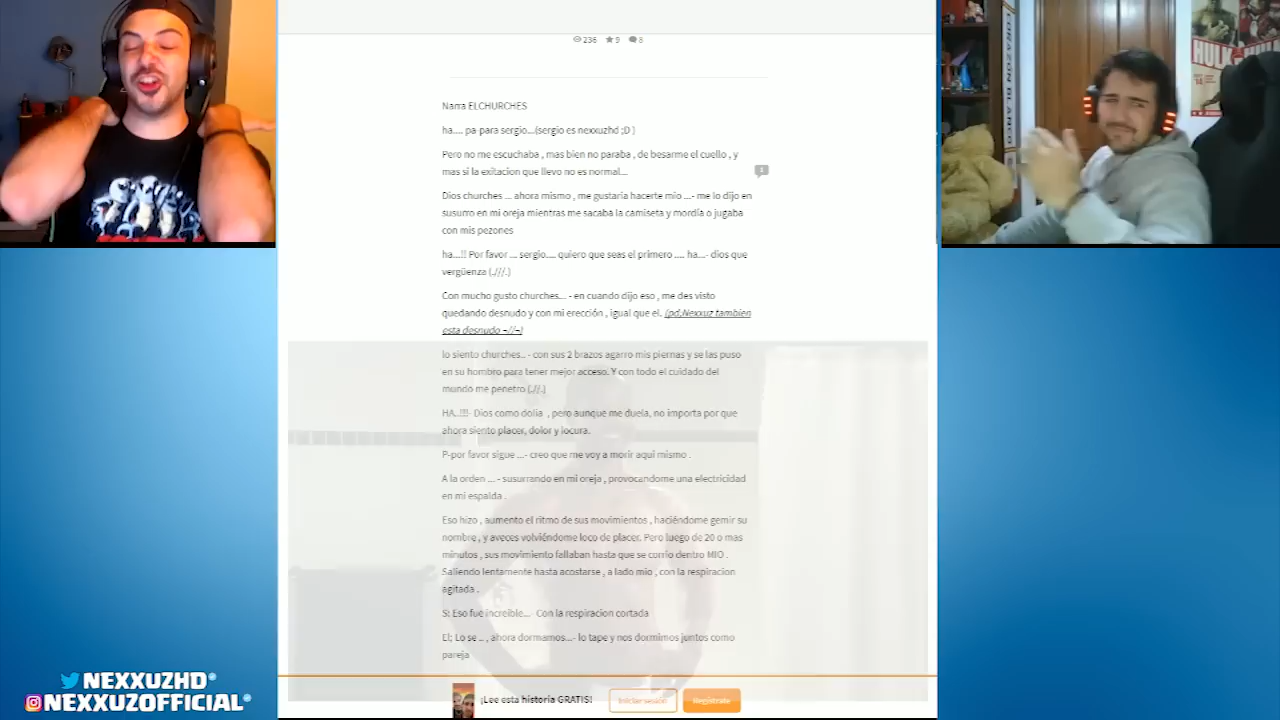 236 9 8
Narra ELCHURCHES
ha.... pa-para sergio...(sergio es nexxuzhd ;D )
Pero no me escuchaba , mas bien no paraba , de besarme el cuello , y
mas si la exitacion que llevo no es normal....
1
Dios churches ... ahora mismo , me gustaria hacerte mio ...- me lo dijo en
susurro en mi oreja mientras me sacaba la camiseta y mordía o jugaba
con mis pezones
ha...!! Por favor ... sergio.... quiero que seas el primero .... ha...- dios que
vergüenza (.///.)
Con mucho gusto churches... - en cuando dijo eso , me des visto
quedando desnudo y con mi erección , igual que el. (pd.Nexxuz tambien
esta desnudo ¬//¬)
lo siento churches.. - con sus 2 brazos agarro mis piernas y se las puso
en su hombro para tener mejor acceso. Y con todo el cuidado del
mundo me penetro (.//.)
HA..!!!- Dios como dolia , pero aunque me duela, no importa por que
ahora siento placer, dolor y locura.
P-por favor sigue ...- creo que me voy a morir aqui mismo .
A la orden ... - susurrando en mi oreja , provocandome una electricidad
en mi espalda .
Eso hizo , aumento el ritmo de sus movimientos , haciéndome gemir su
nombre , y aveces volviéndome loco de placer. Pero luego de 20 o mas
minutos , sus movimiento fallaban hasta que se corrio dentro MIO .
Saliendo lentamente hasta acostarse , a lado mio , con la respiracion
agitada .
S: Eso fue increible... Con la respiracion cortada
El; Lo se .. , ahora dormamos...- lo tape y nos dormimos juntos como
pareja
¡Lee esta historia GRATIS!
Iniciar sesión
Regístrate
NEXXUZHD
@NEXXUZOFFICIAL
CORAZON BLANCO
HULK